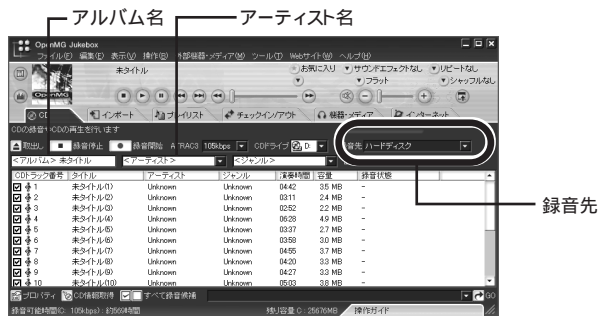 アルバム名 アーティスト名
OpenMG Jukebox
ファイル(F) 編集(E) 表示(V) 操作(P) 外部機器・メディア(M) ツール(T) Webサイト(W) ヘルプ(H)
未タイトル お気に入り サウンドエフェクトなし リピートなし
フラット シャッフルなし
OpenMG
CD インポート プレイリスト チェックイン/アウト 機器・メディア インターネット
CDの録音やCDの再生を行います
取出し 録音停止 録音開始 ATRAC3 105kbps CDドライブ D: 録音先 ハードディスク
<アルバム> 未タイトル <アーティスト> <ジャンル>
録音先
CDトラック番号 タイトル アーティスト ジャンル 演奏時間 容量 録音状態
1 未タイトル(1) Unknown Unknown 04:42 3.5 MB -
2 未タイトル(2) Unknown Unknown 03:11 2.4 MB -
3 未タイトル(3) Unknown Unknown 02:52 2.2 MB -
4 未タイトル(4) Unknown Unknown 06:28 4.9 MB -
5 未タイトル(5) Unknown Unknown 03:37 2.7 MB -
6 未タイトル(6) Unknown Unknown 03:58 3.0 MB -
7 未タイトル(7) Unknown Unknown 04:55 3.7 MB -
8 未タイトル(8) Unknown Unknown 04:20 3.3 MB -
9 未タイトル(9) Unknown Unknown 04:27 3.3 MB -
10 未タイトル(10) Unknown Unknown 05:03 3.8 MB -
プロパティ CD情報取得 すべて録音候補 GO
録音可能時間(C: 105kbps) : 約569時間 残り容量 C : 25676MB 操作ガイド